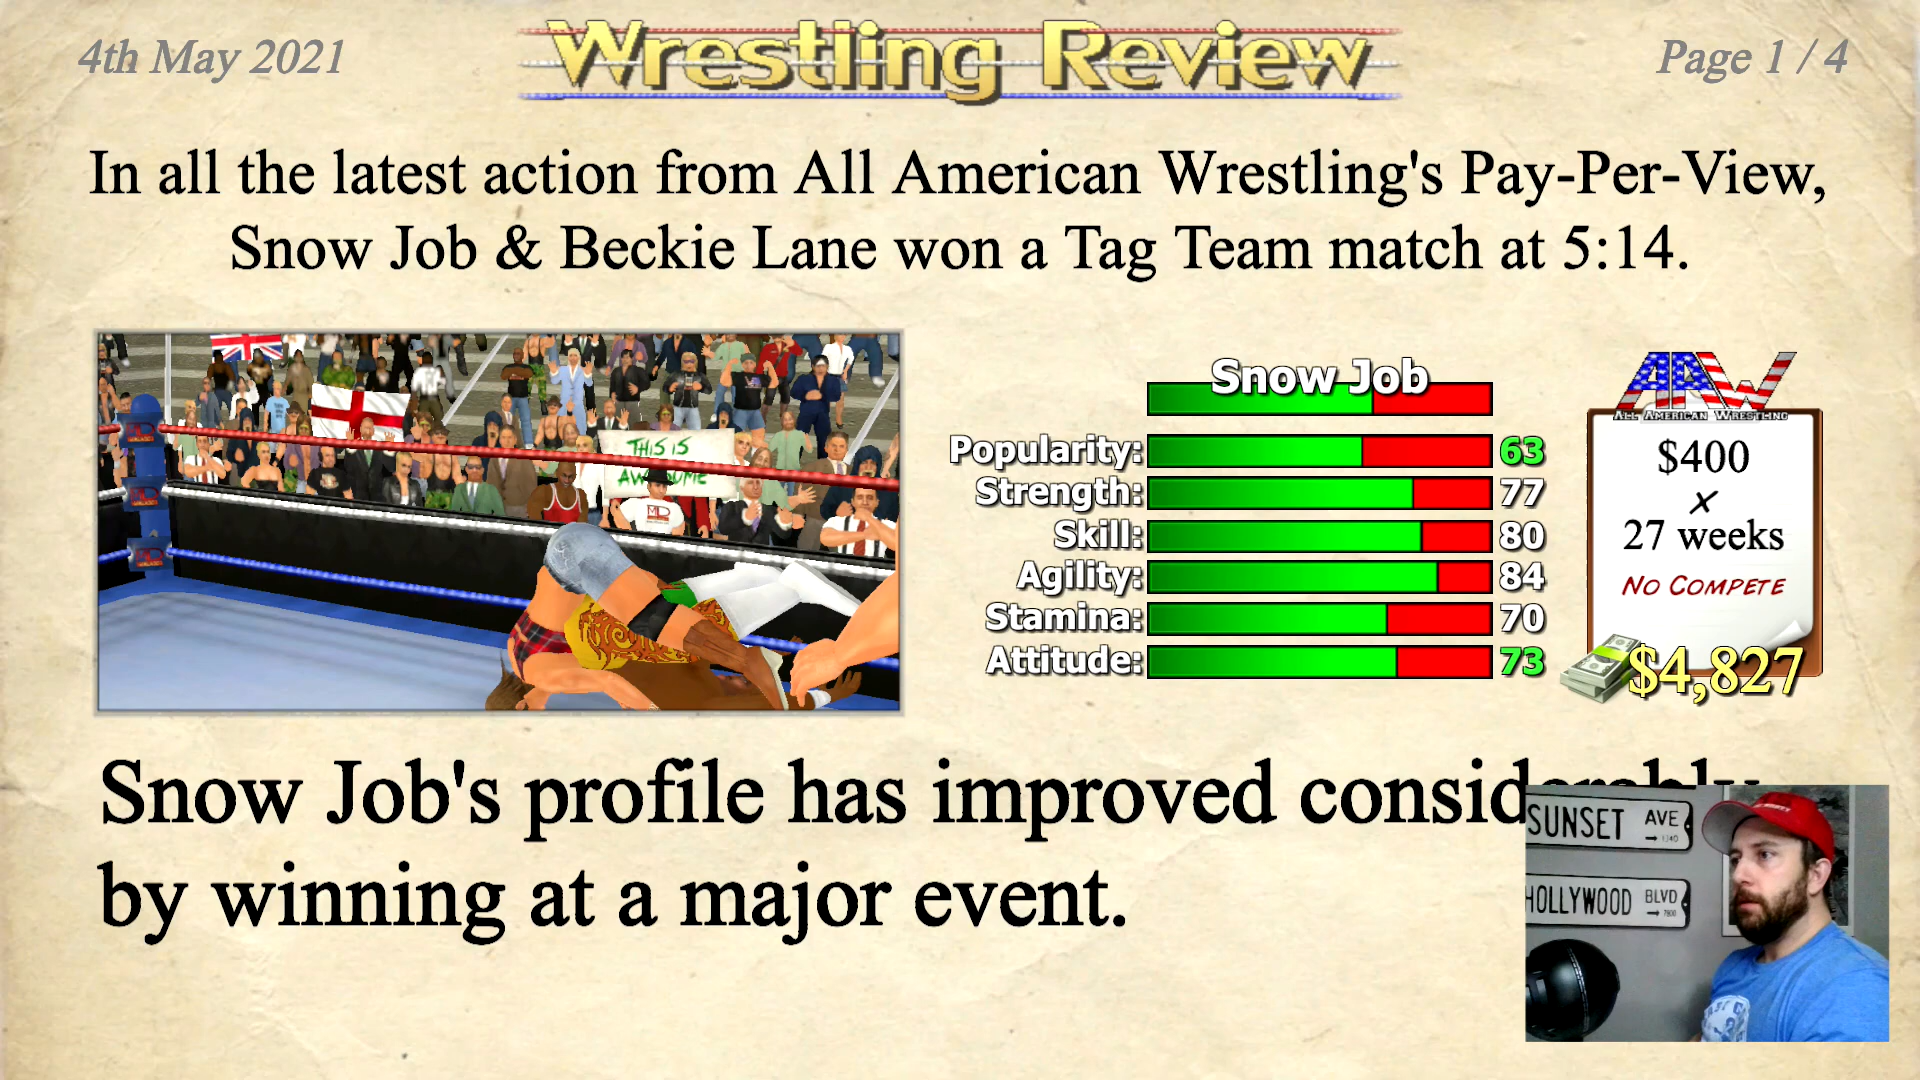 4th May 2021
Wrestling Review
Page 1 / 4
In all the latest action from All American Wrestling's Pay-Per-View,
Snow Job & Beckie Lane won a Tag Team match at 5:14.
THIS IS
AWESOME
Snow Job
Popularity: 63
Strength: 77
Skill: 80
Agility: 84
Stamina: 70
Attitude: 73
AAW
ALL AMERICAN WRESTLING
$400
×
27 weeks
NO COMPETE
$4,827
Snow Job's profile has improved considerably
by winning at a major event.
SUNSET AVE
HOLLYWOOD BLVD